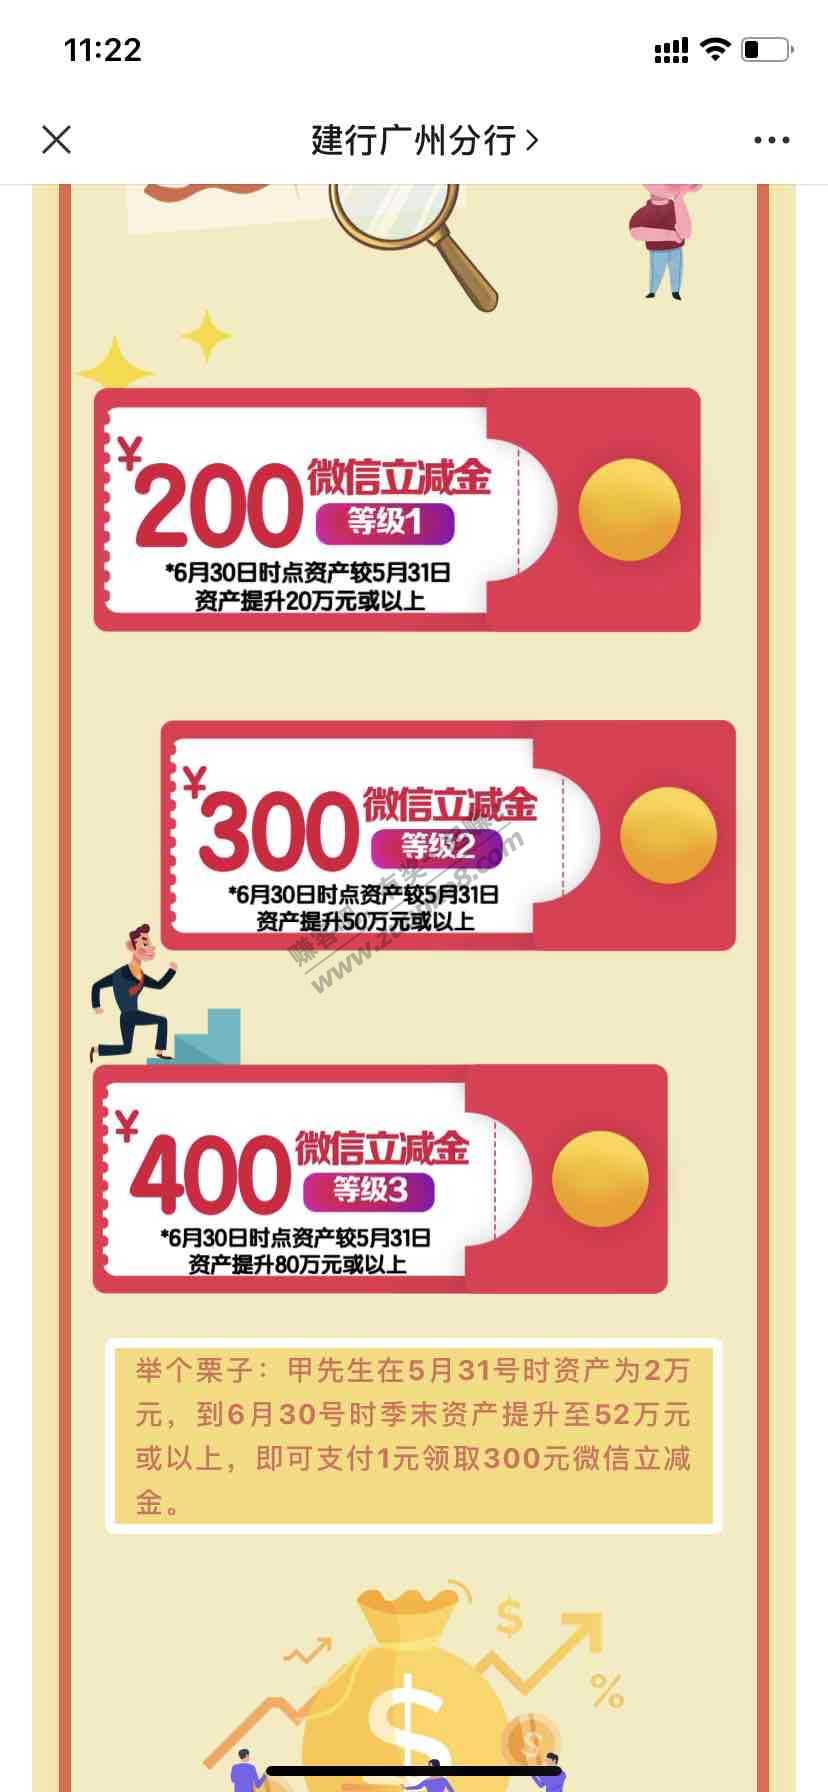 11:22
建行广州分行
¥200
微信立减金
等级1
*6月30日时点资产较5月31日
资产提升20万元或以上
¥300
微信立减金
等级2
*6月30日时点资产较5月31日
资产提升50万元或以上
¥400
微信立减金
等级3
*6月30日时点资产较5月31日
资产提升80万元或以上
举个栗子：甲先生在5月31号时资产为2万
元，到6月30号时季末资产提升至52万元
或以上，即可支付1元领取300元微信立减
金。
$
%
$
$